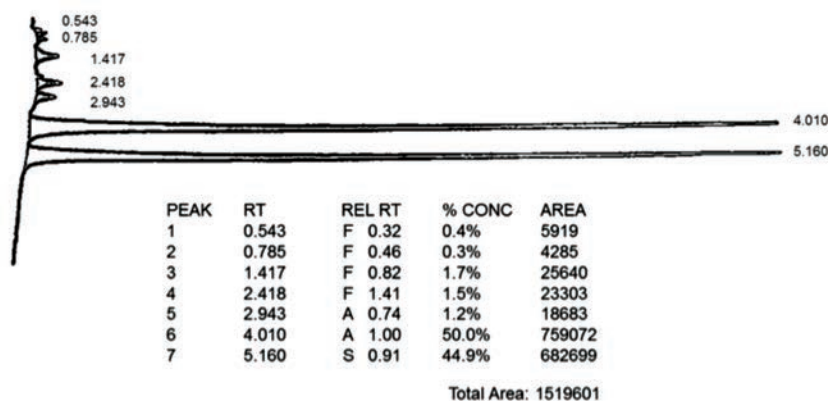 0.543
0.785
1.417
2.418
2.943
4.010
5.160
PEAK RT REL RT % CONC AREA
1 0.543 F 0.32 0.4% 5919
2 0.785 F 0.46 0.3% 4285
3 1.417 F 0.82 1.7% 25640
4 2.418 F 1.41 1.5% 23303
5 2.943 A 0.74 1.2% 18683
6 4.010 A 1.00 50.0% 759072
7 5.160 S 0.91 44.9% 682699
Total Area: 1519601